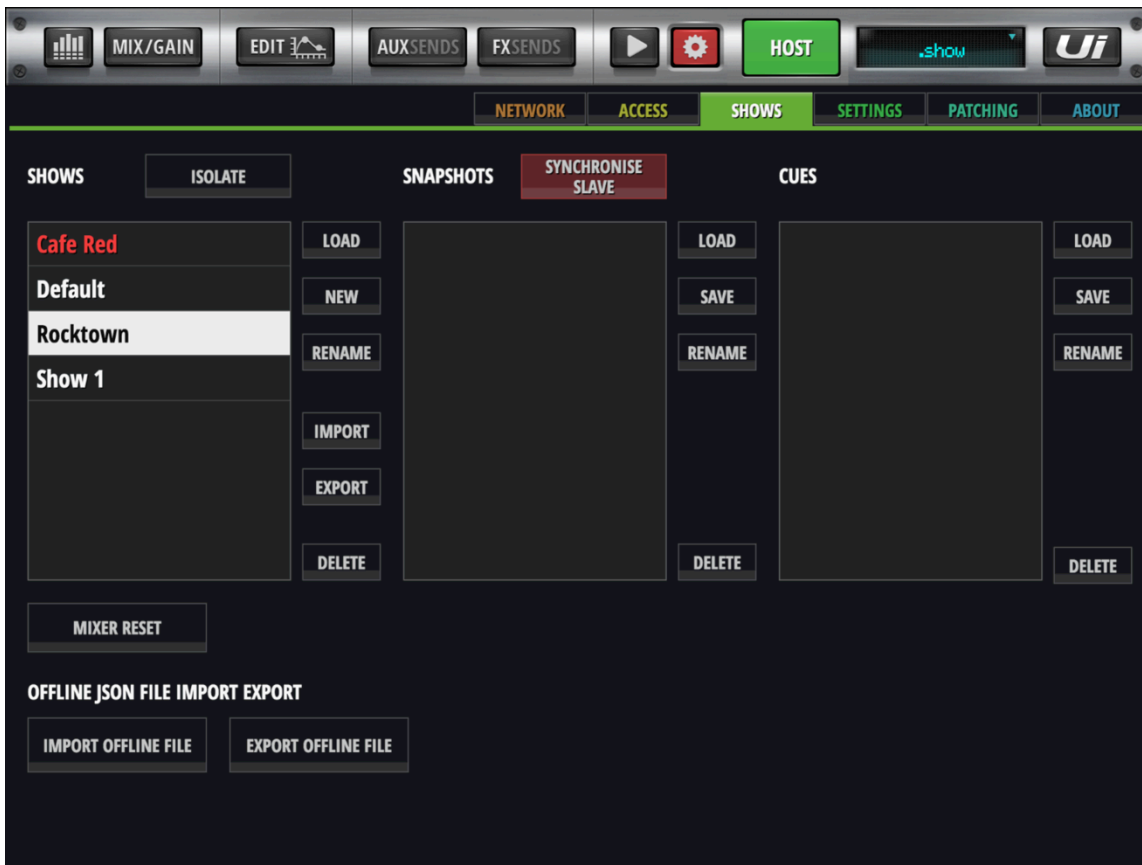 MIX/GAIN
EDIT
AUXSENDS
FXSENDS
HOST
.show
Ui
NETWORK
ACCESS
SHOWS
SETTINGS
PATCHING
ABOUT
SHOWS
ISOLATE
SNAPSHOTS
SYNCHRONISE
SLAVE
CUES
Cafe Red
Default
Rocktown
Show 1
LOAD
NEW
RENAME
IMPORT
EXPORT
DELETE
LOAD
SAVE
RENAME
DELETE
LOAD
SAVE
RENAME
DELETE
MIXER RESET
OFFLINE JSON FILE IMPORT EXPORT
IMPORT OFFLINE FILE
EXPORT OFFLINE FILE